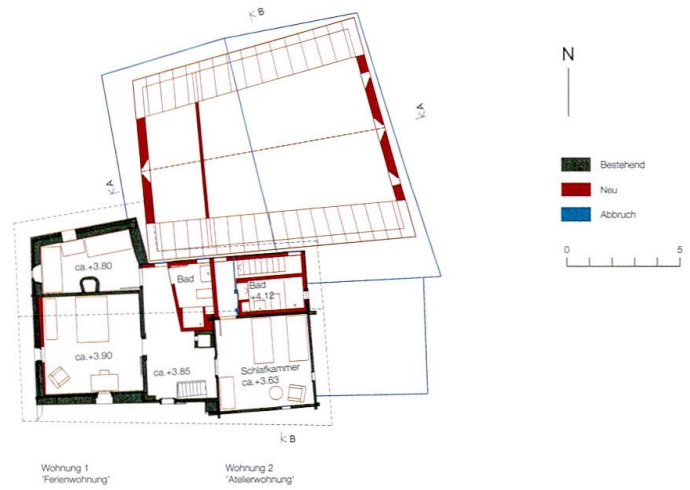 B
N
A
Bestehend
Neu
A
Abbruch
0 5
ca.+3.80
Bad
Bad
+4.12
ca.+3.90
ca.+3.85
Schlafkammer
ca.+3.63
B
Wohnung 1
'Ferienwohnung'
Wohnung 2
'Atelierwohnung'